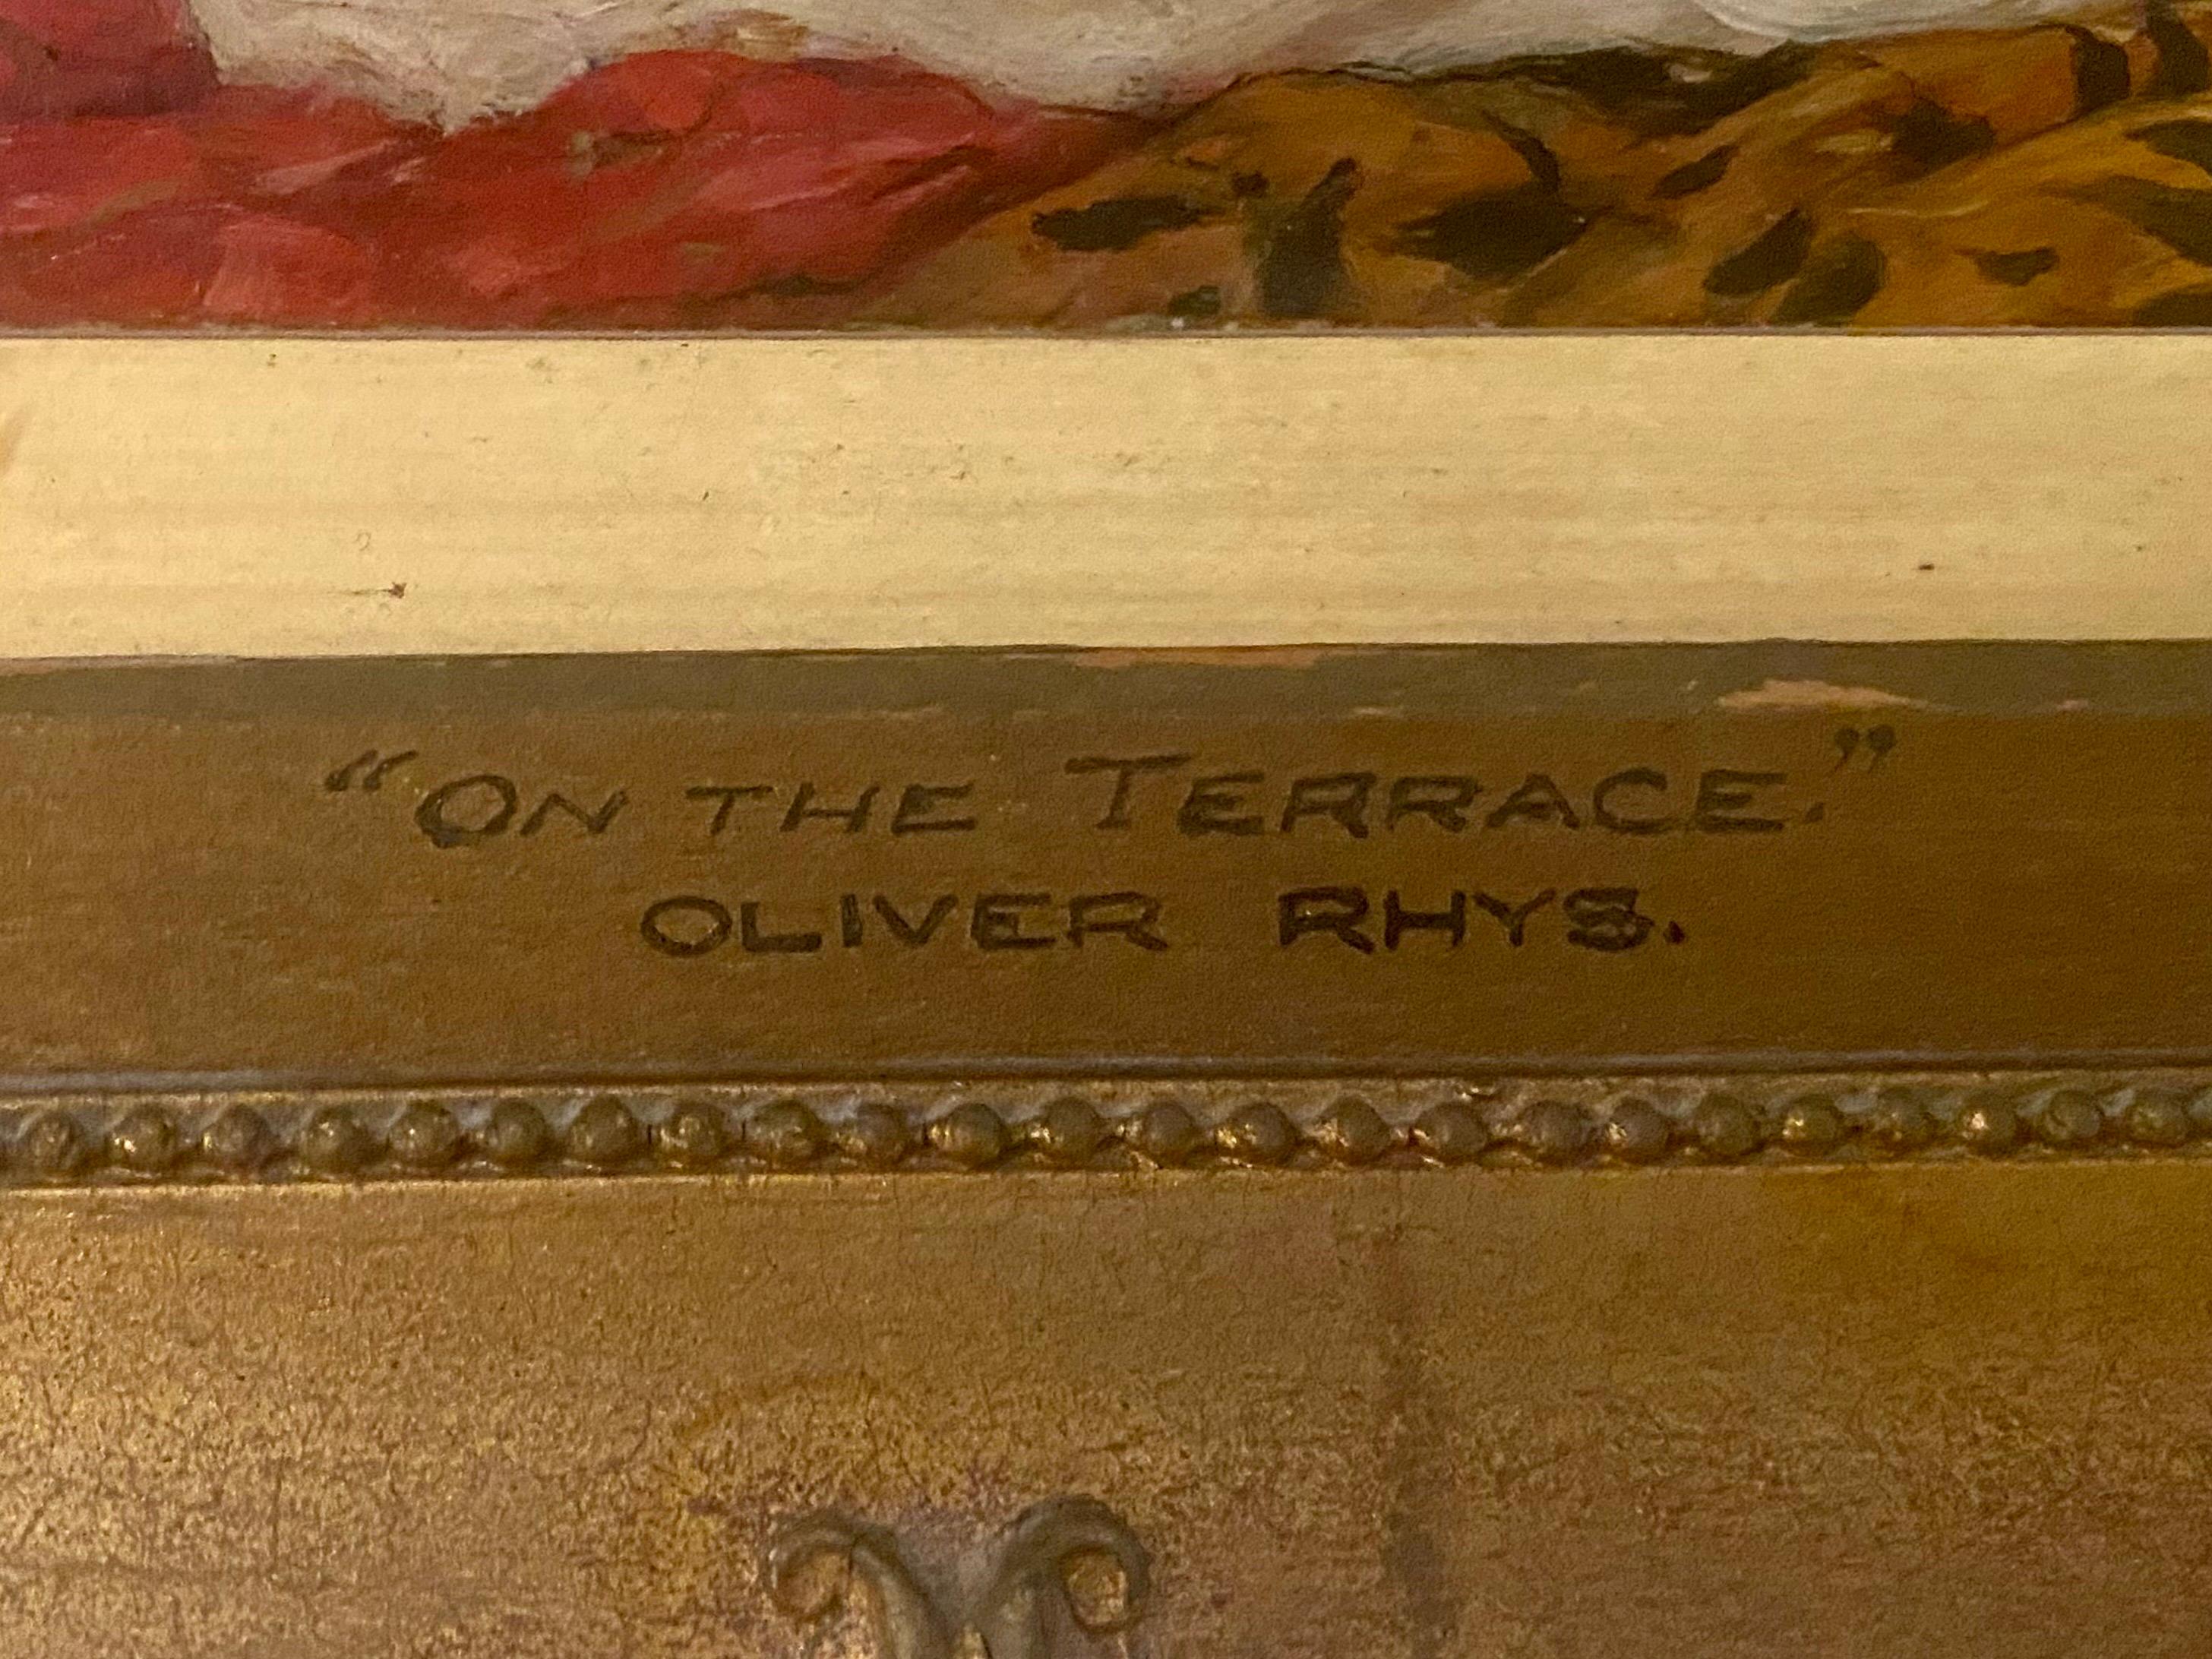 “ON THE TERRACE.”
OLIVER RHYS.